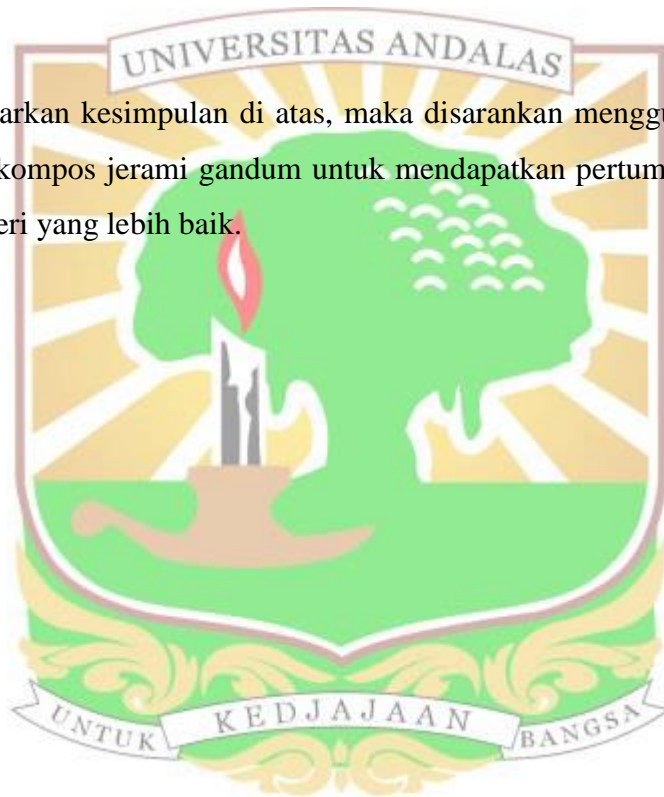 UNIVERSITAS ANDALAS
arkan kesimpulan di atas, maka disarankan menggu
kompos jerami gandum untuk mendapatkan pertum
eri yang lebih baik.
UNTUK KEDJAJAAN BANGSA